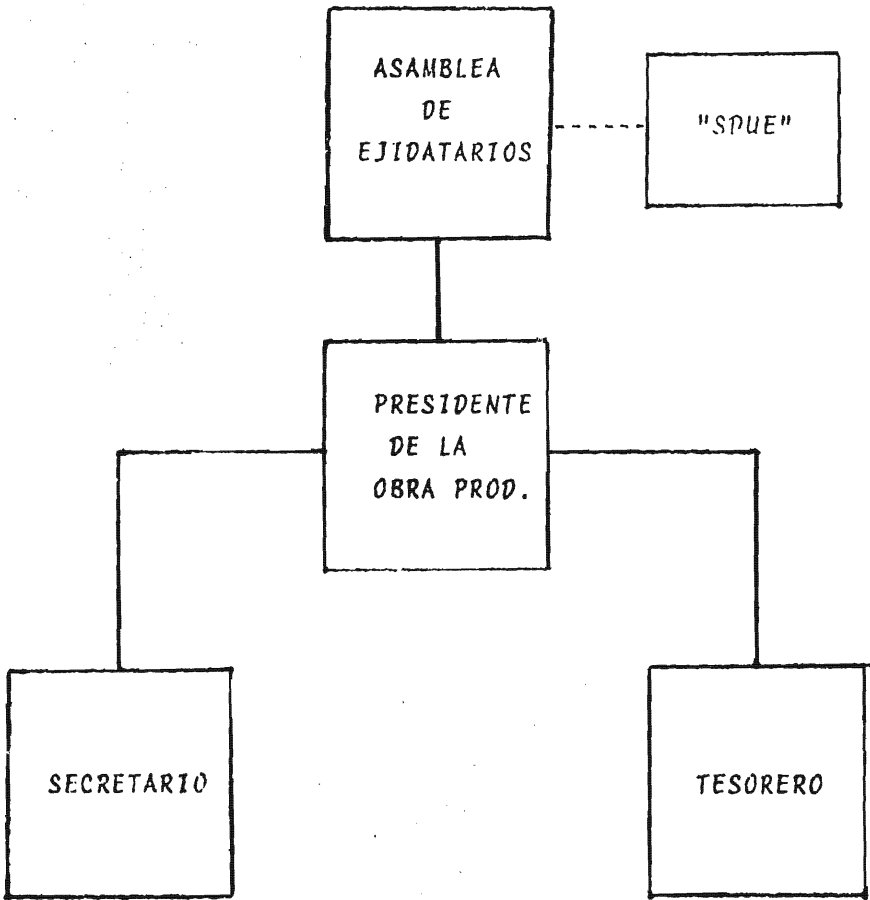 ASAMBLEA
DE
EJIDATARIOS
"SPUE"
PRESIDENTE
DE LA
OBRA PROD.
SECRETARIO
TESORERO